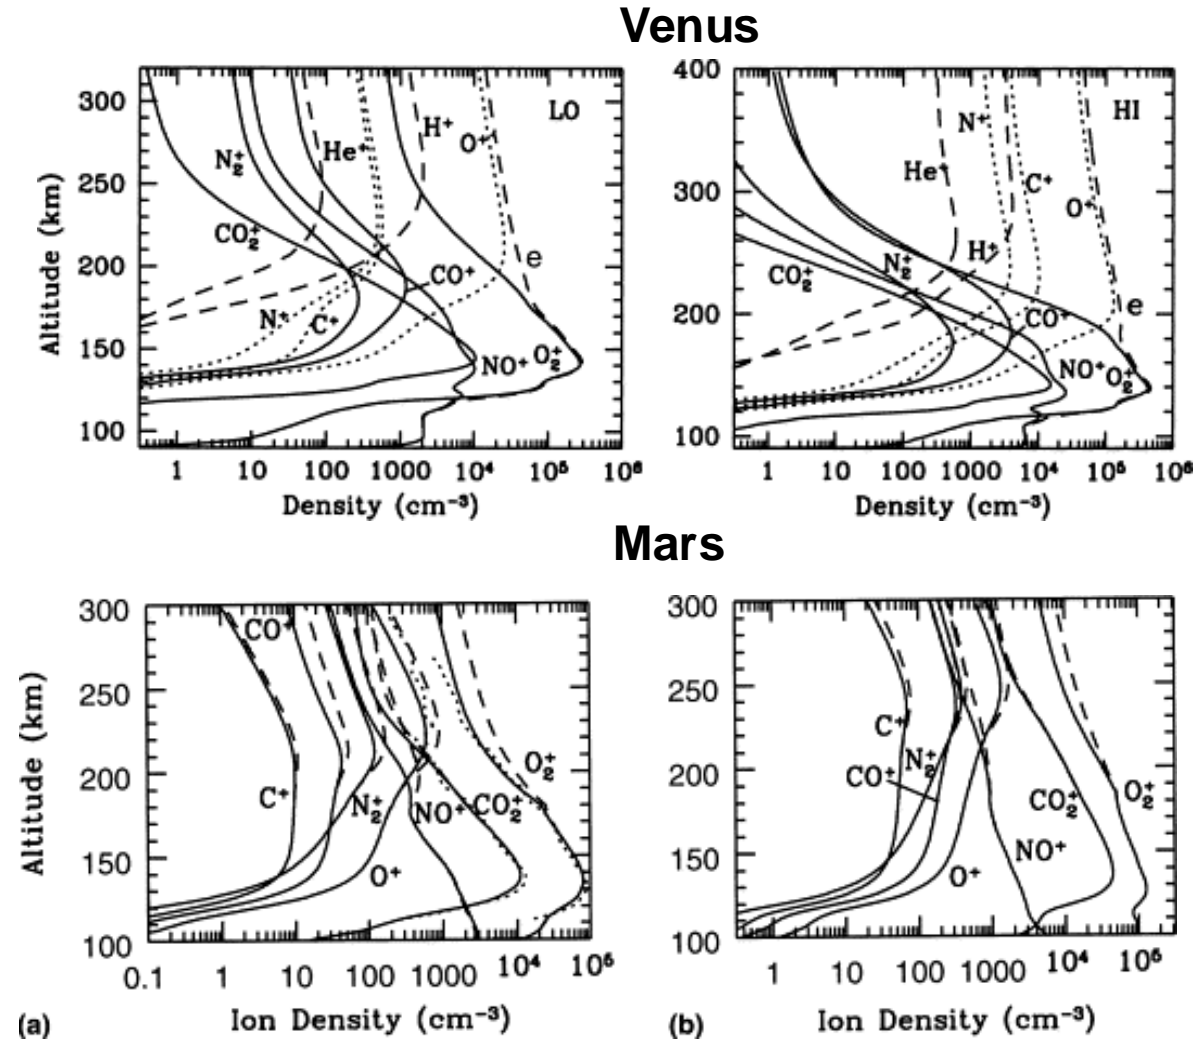 Venus
LO
HI
300
250
200
150
100
Altitude (km)
N₂⁺
He⁺
H⁺
O⁺
CO₂⁺
e
CO⁺
N⁺
C⁺
NO⁺
O₂⁺
1 10 100 1000 10⁴ 10⁵ 10⁶
Density (cm⁻³)
400
300
200
100
N⁺
He⁺
C⁺
O⁺
H⁺
N₂⁺
CO₂⁺
e
CO⁺
NO⁺
O₂⁺
1 10 100 1000 10⁴ 10⁵ 10⁶
Density (cm⁻³)
Mars
300
250
200
150
100
Altitude (km)
CO⁺
O₂⁺
C⁺
N₂⁺
NO⁺
CO₂⁺
O⁺
0.1 1 10 100 1000 10⁴ 10⁵
(a)
Ion Density (cm⁻³)
300
250
200
150
100
C⁺
N₂⁺
CO⁺
CO₂⁺
O₂⁺
NO⁺
O⁺
1 10 100 1000 10⁴ 10⁵
(b)
Ion Density (cm⁻³)